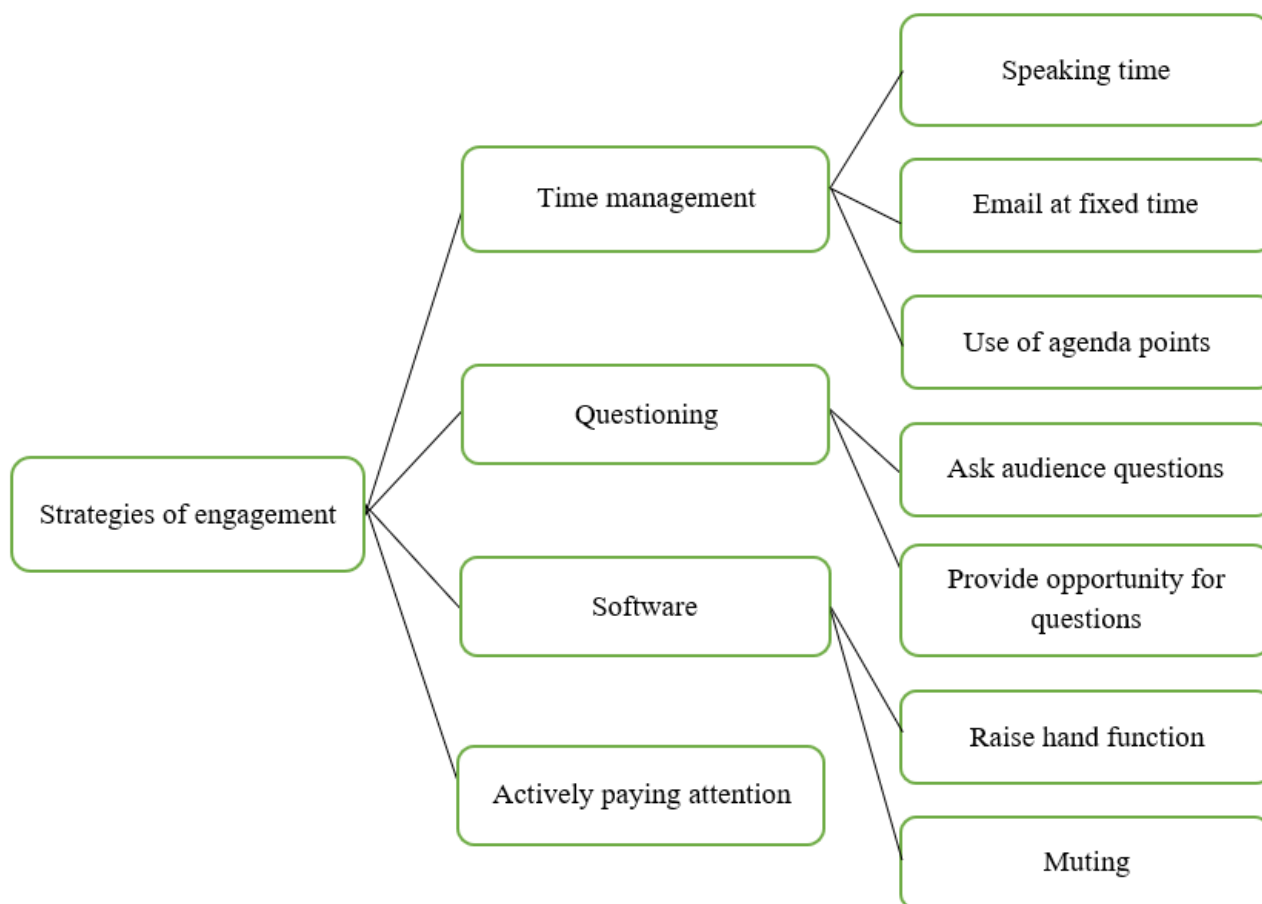 Strategies of engagement
Time management
Speaking time
Email at fixed time
Use of agenda points
Questioning
Ask audience questions
Provide opportunity for
questions
Software
Raise hand function
Muting
Actively paying attention